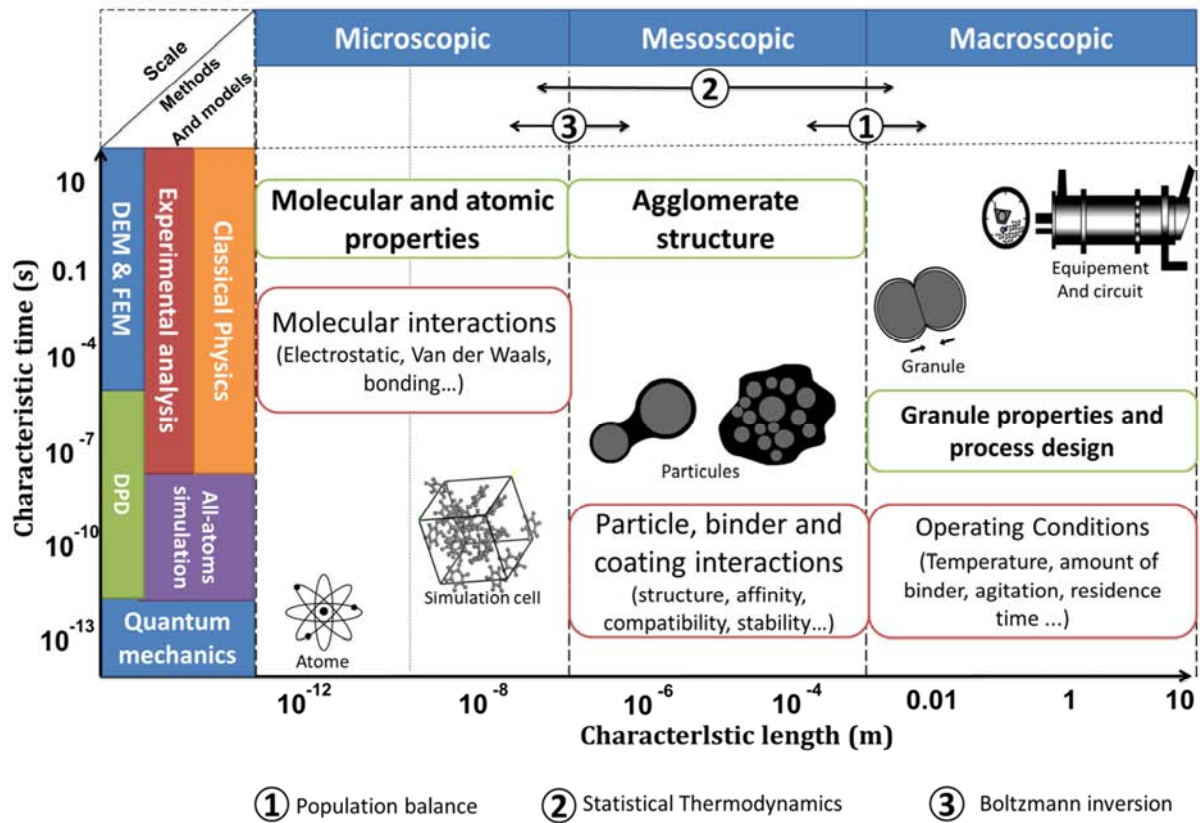 Microscopic
Mesoscopic
Macroscopic
Scale
Methods
And models
2
3
1
Characteristic time (s)
10
0.1
10-4
10-7
10-10
10-13
DEM & FEM
Experimental analysis
Classical Physics
DPD
All-atoms
simulation
Quantum
mechanics
Molecular and atomic
properties
Molecular interactions
(Electrostatic, Van der Waals,
bonding...)
Simulation cell
Atome
Agglomerate
structure
Particules
Particle, binder and
coating interactions
(structure, affinity,
compatibility, stability...)
Equipement
And circuit
Granule
Granule properties and
process design
Operating Conditions
(Temperature, amount of
binder, agitation, residence
time ...)
10-12
10-8
10-6
10-4
0.01
1
10
CharacterIstic length (m)
1 Population balance
2 Statistical Thermodynamics
3 Boltzmann inversion